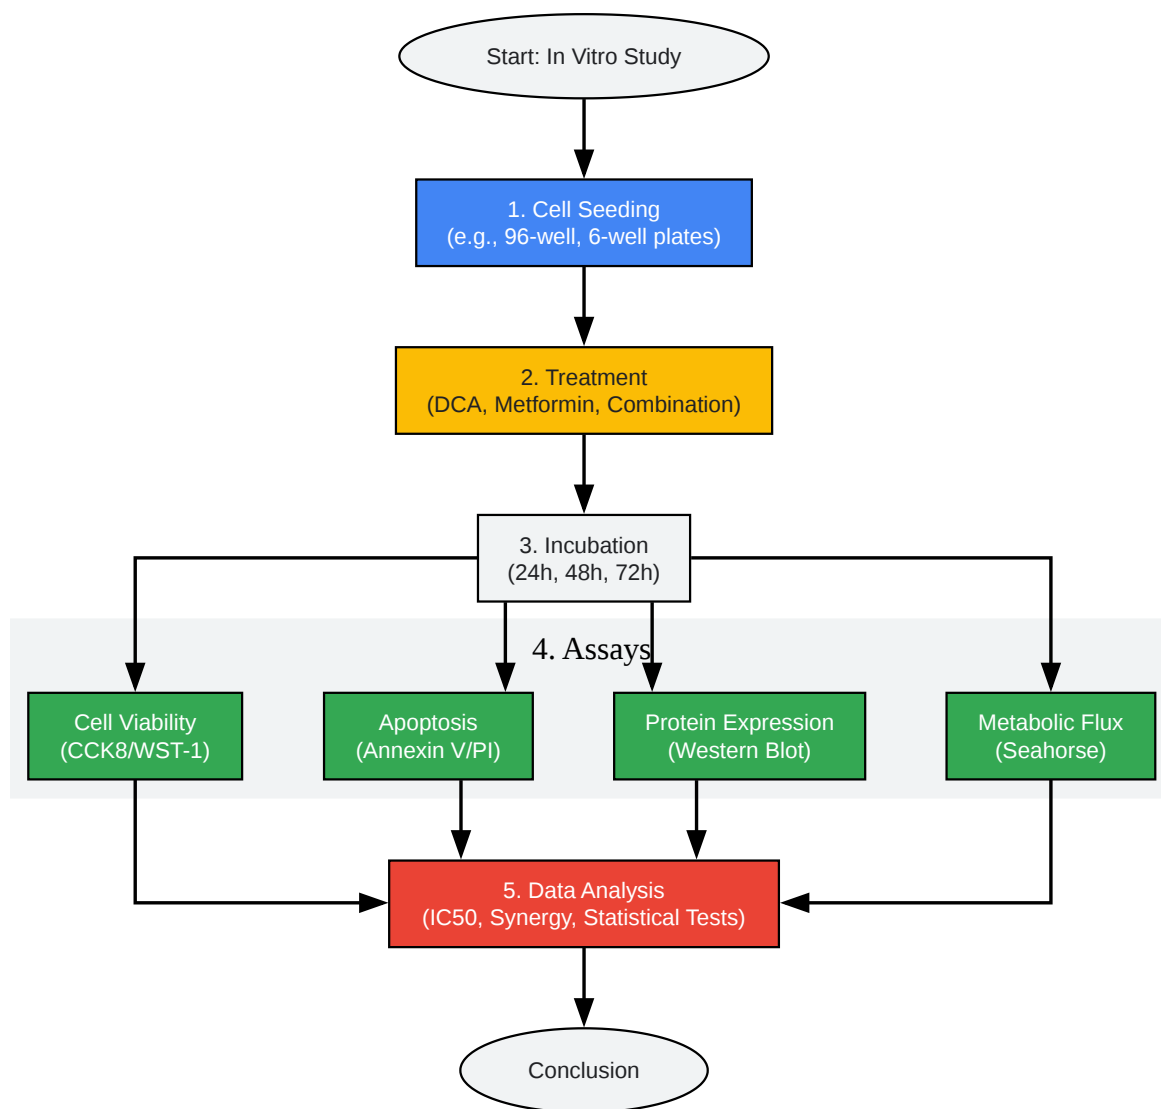 Start: In Vitro Study
1. Cell Seeding
(e.g., 96-well, 6-well plates)
2. Treatment
(DCA, Metformin, Combination)
3. Incubation
(24h, 48h, 72h)
4. Assays
Cell Viability
(CCK8/WST-1)
Apoptosis
(Annexin V/PI)
Protein Expression
(Western Blot)
Metabolic Flux
(Seahorse)
5. Data Analysis
(IC50, Synergy, Statistical Tests)
Conclusion